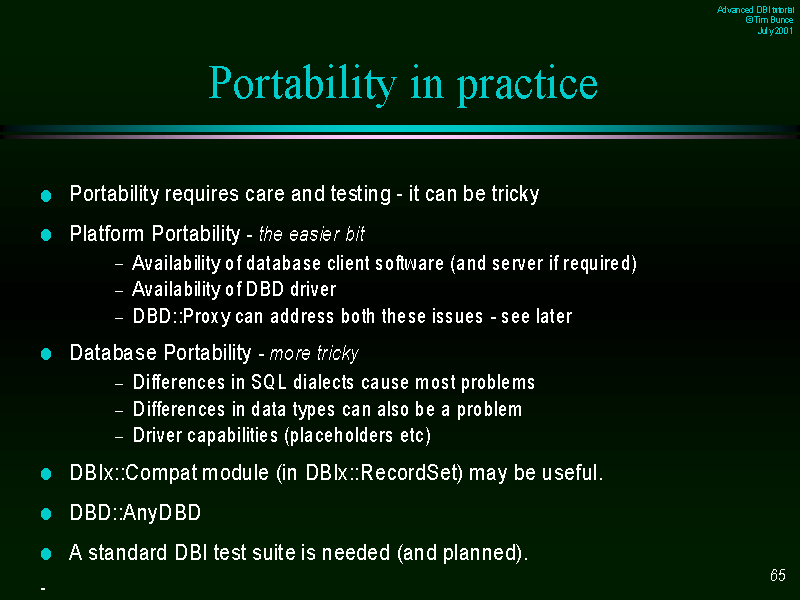 Advanced DBI tutorial
© Tim Bunce
July 2001
Portability in practice
Portability requires care and testing - it can be tricky
Platform Portability - the easier bit
– Availability of database client software (and server if required)
– Availability of DBD driver
– DBD::Proxy can address both these issues - see later
Database Portability - more tricky
– Differences in SQL dialects cause most problems
– Differences in data types can also be a problem
– Driver capabilities (placeholders etc)
DBIx::Compat module (in DBIx::RecordSet) may be useful.
DBD::AnyDBD
A standard DBI test suite is needed (and planned).
65
-